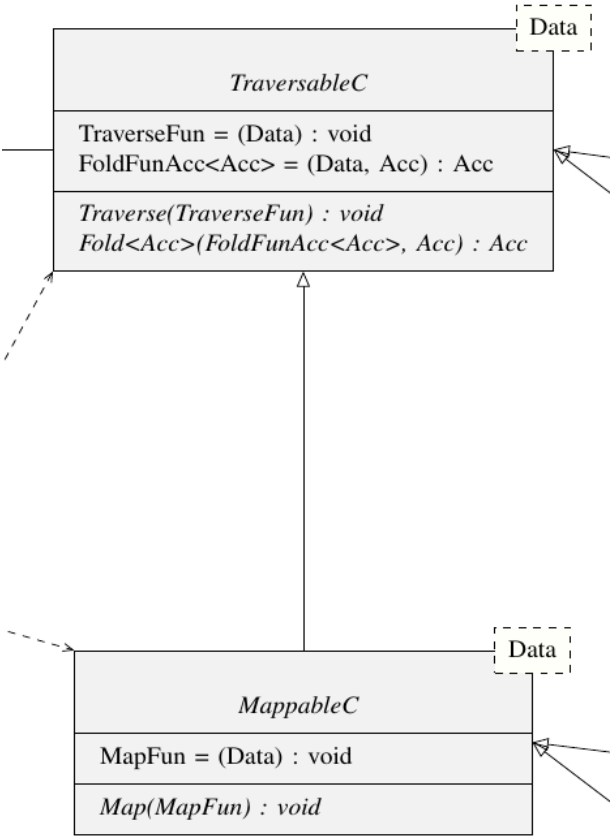 Data
TraversableC
TraverseFun = (Data) : void
FoldFunAcc<Acc> = (Data, Acc) : Acc
Traverse(TraverseFun) : void
Fold<Acc>(FoldFunAcc<Acc>, Acc) : Acc
Data
MappableC
MapFun = (Data) : void
Map(MapFun) : void